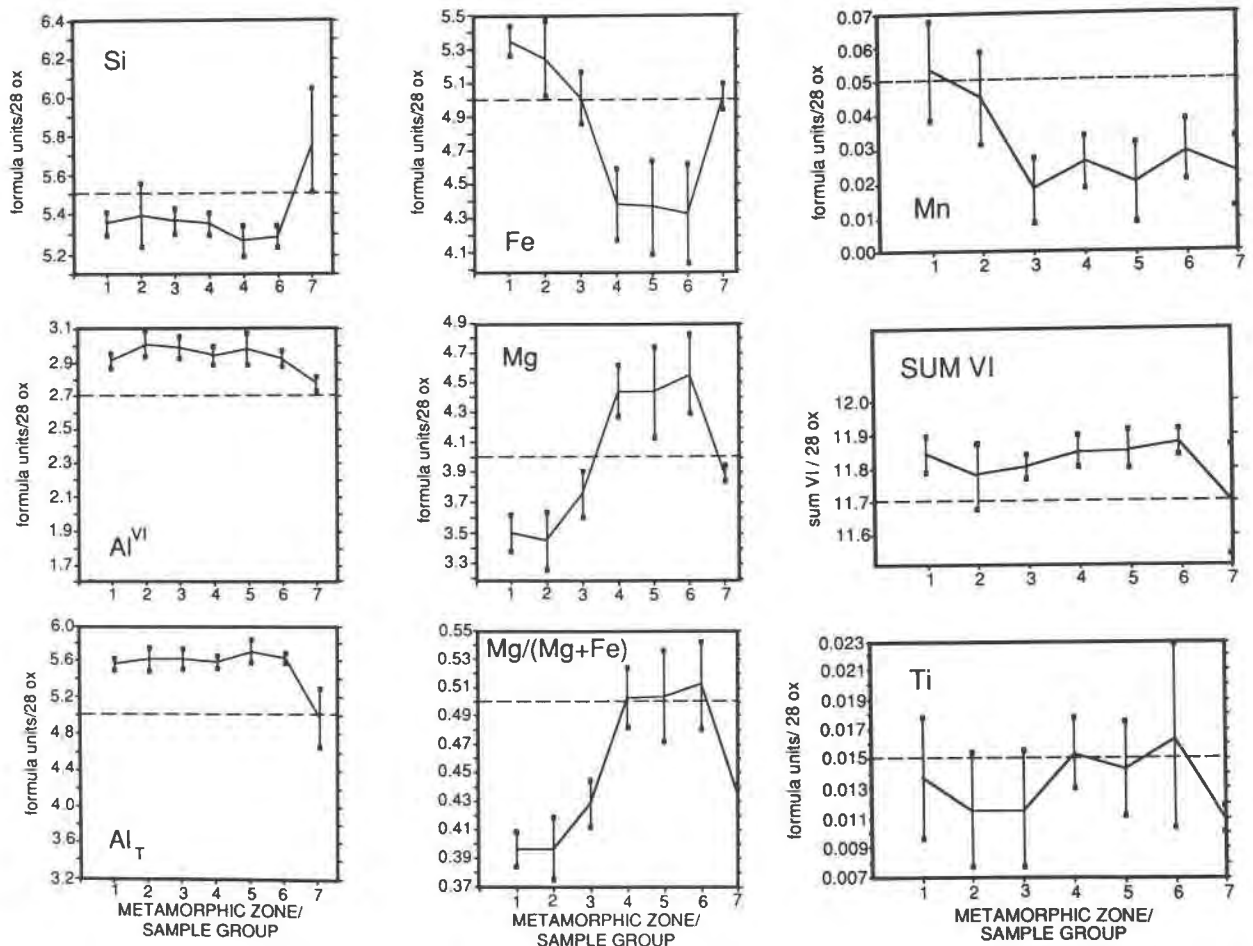 Si
formula units/28 ox
6.4
6.2
6.0
5.8
5.6
5.4
5.2
1 2 3 4 4 6 7
Fe
formula units/28 ox
5.5
5.3
5.1
4.9
4.7
4.5
4.3
4.1
1 2 3 4 5 6 7
Mn
formula units/28 ox
0.07
0.06
0.05
0.04
0.03
0.02
0.01
0.00
1 2 3 4 5 6 7
Al VI
formula units/28 ox
3.1
2.9
2.7
2.5
2.3
2.1
1.9
1.7
1 2 3 4 5 6 7
Mg
formula units/28 ox
4.9
4.7
4.5
4.3
4.1
3.9
3.7
3.5
3.3
1 2 3 4 5 6 7
SUM VI
sum VI / 28 ox
12.0
11.9
11.8
11.7
11.6
1 2 3 4 5 6 7
Al T
formula units/28 ox
6.0
5.6
5.2
4.8
4.4
4.0
3.6
3.2
1 2 3 4 5 6 7
METAMORPHIC ZONE/
SAMPLE GROUP
Mg/(Mg+Fe)
formula units/28 ox
0.55
0.53
0.51
0.49
0.47
0.45
0.43
0.41
0.39
0.37
1 2 3 4 5 6 7
METAMORPHIC ZONE/
SAMPLE GROUP
Ti
formula units/ 28 ox
0.023
0.021
0.019
0.017
0.015
0.013
0.011
0.009
0.007
1 2 3 4 5 6 7
METAMORPHIC ZONE/
SAMPLE GROUP